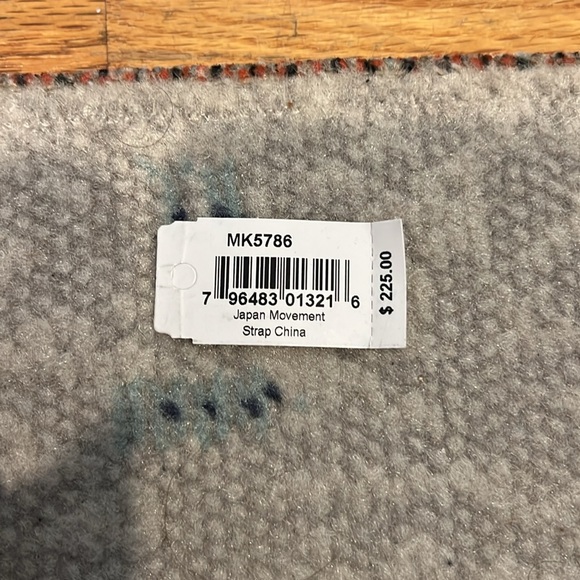 MK5786
7 96483 01321 6
Japan Movement
Strap China
$ 225.00